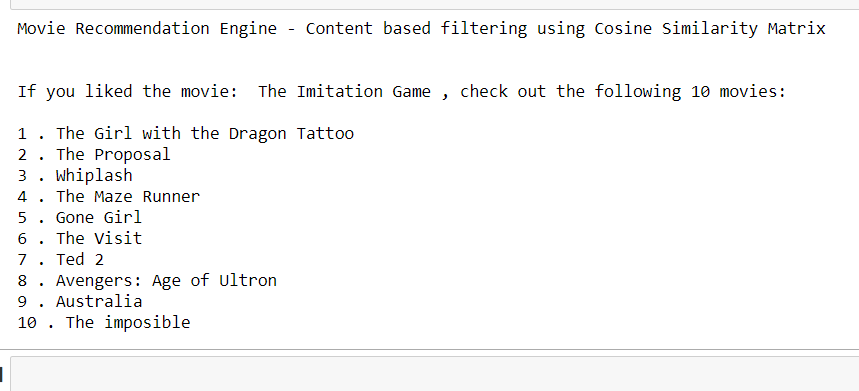 Movie Recommendation Engine - Content based filtering using Cosine Similarity Matrix
If you liked the movie:  The Imitation Game , check out the following 10 movies:
1 . The Girl with the Dragon Tattoo
2 . The Proposal
3 . Whiplash
4 . The Maze Runner
5 . Gone Girl
6 . The Visit
7 . Ted 2
8 . Avengers: Age of Ultron
9 . Australia
10 . The imposible